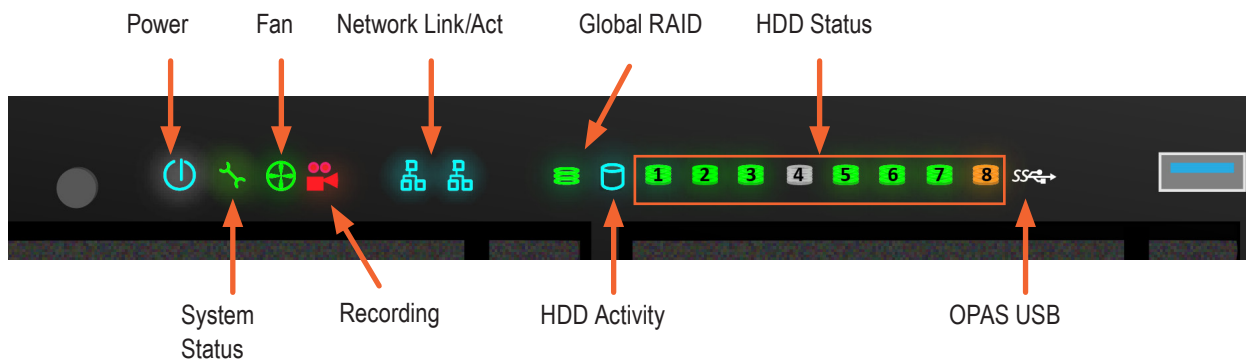 Power
Fan
Network Link/Act
Global RAID
HDD Status
1 2 3 4 5 6 7 8 SS
System
Status
Recording
HDD Activity
OPAS USB